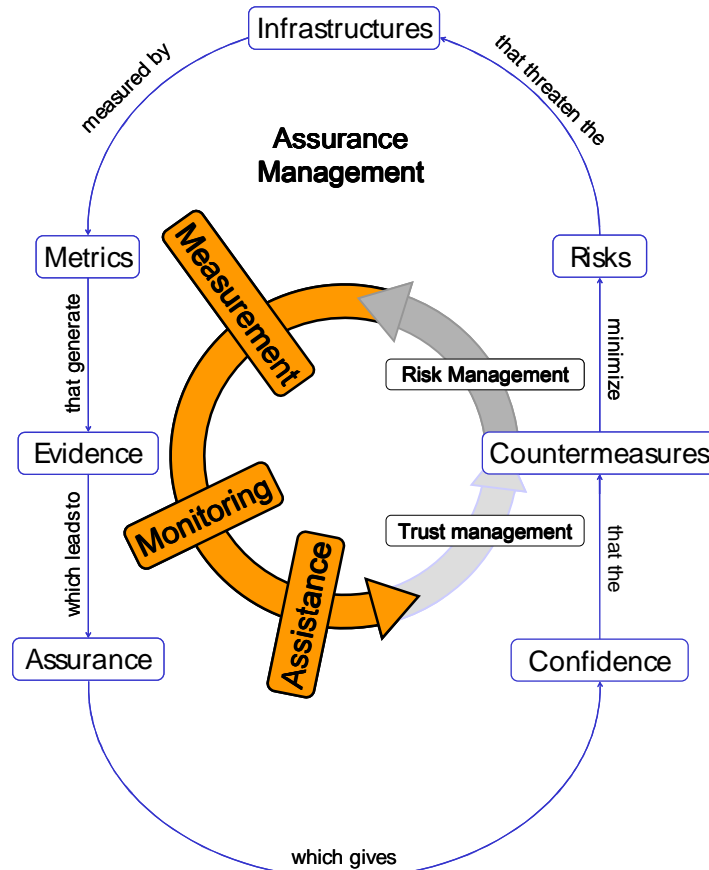 Infrastructures
measured by
that threaten the
Assurance
Management
Metrics
Risks
Measurement
that generate
minimize
Risk Management
Evidence
Countermeasures
Monitoring
which leadsto
Trust management
that the
Assistance
Assurance
Confidence
which gives